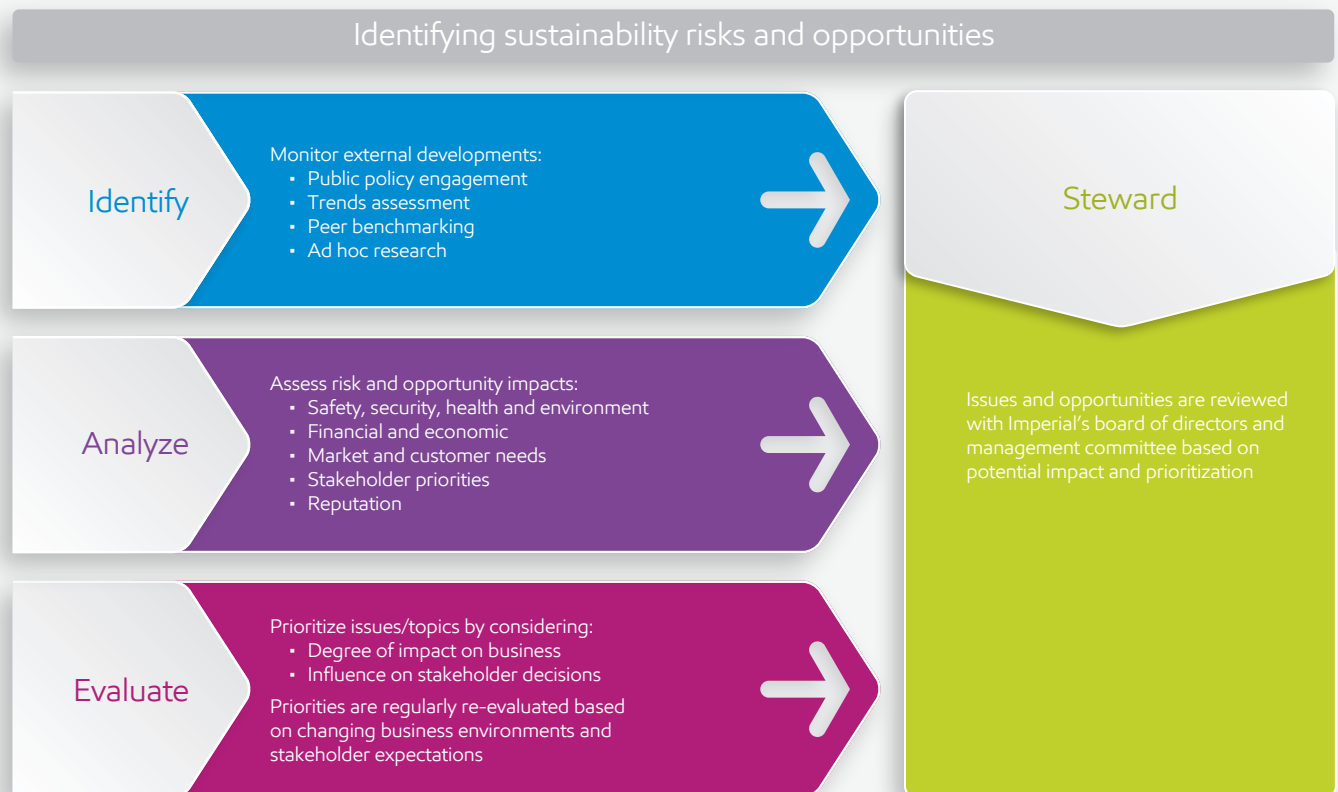 Identifying sustainability risks and opportunities
Identify
Monitor external developments:
▪ Public policy engagement
▪ Trends assessment
▪ Peer benchmarking
▪ Ad hoc research
Analyze
Assess risk and opportunity impacts:
▪ Safety, security, health and environment
▪ Financial and economic
▪ Market and customer needs
▪ Stakeholder priorities
▪ Reputation
Evaluate
Prioritize issues/topics by considering:
▪ Degree of impact on business
▪ Influence on stakeholder decisions
Priorities are regularly re-evaluated based
on changing business environments and
stakeholder expectations
Steward
Issues and opportunities are reviewed
with Imperial’s board of directors and
management committee based on
potential impact and prioritization